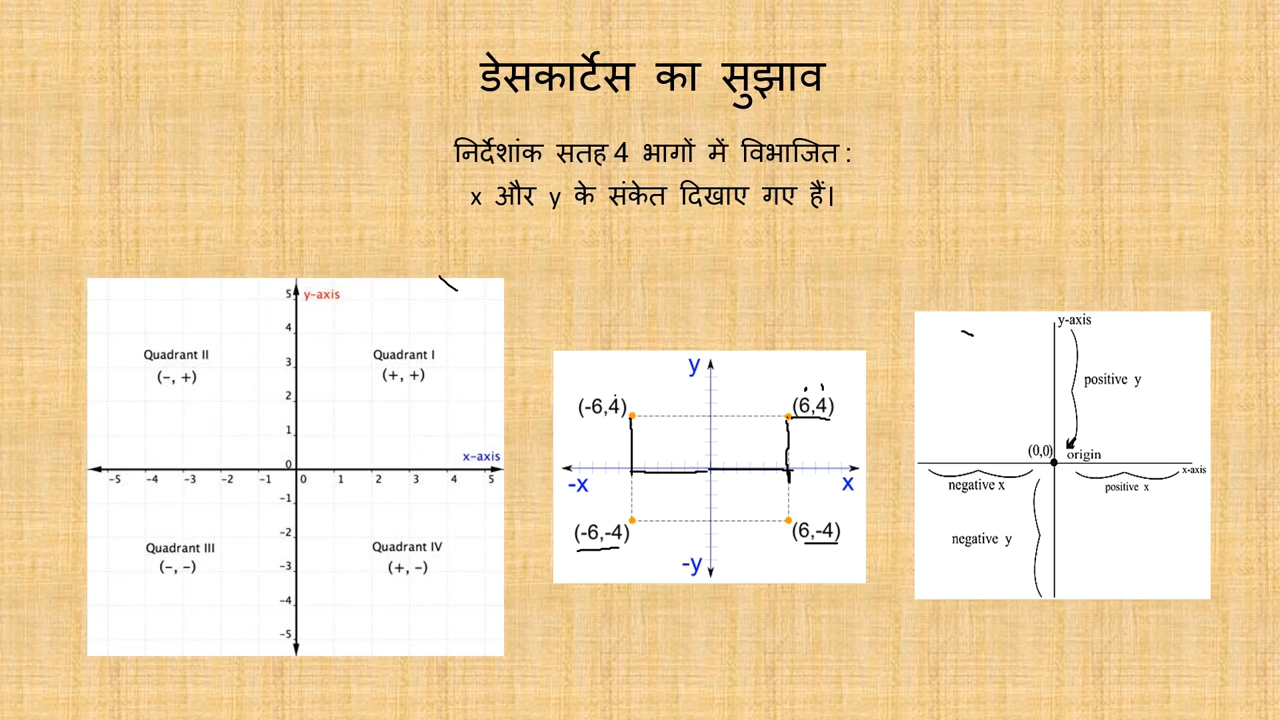 डेसकार्टेस का सुझाव
निर्देशांक सतह 4 भागों में विभाजित :
x और y के संकेत दिखाए गए हैं।
5 y-axis
4
Quadrant II
(-, +)
Quadrant I
(+, +)
3
2
1
x-axis
0
-5 -4 -3 -2 -1 0 1 2 3 4 5
-1
-2
Quadrant III
(-, -)
Quadrant IV
(+, -)
-3
-4
-5
y
(-6,4) (6,4)
-x x
(-6,-4) (6,-4)
-y
y-axis
positive y
(0,0) origin
x-axis
negative x positive x
negative y